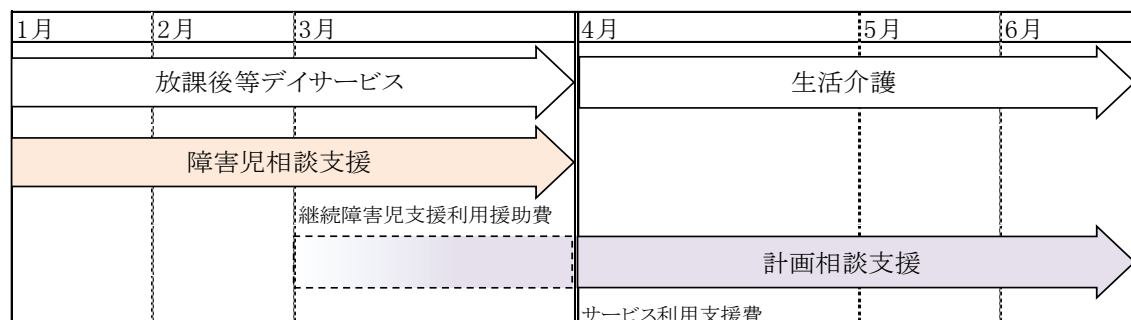 1月 2月 3月 4月 5月 6月
放課後等デイサービス 生活介護
障害児相談支援
継続障害児支援利用援助費
計画相談支援
サービス利用支援費